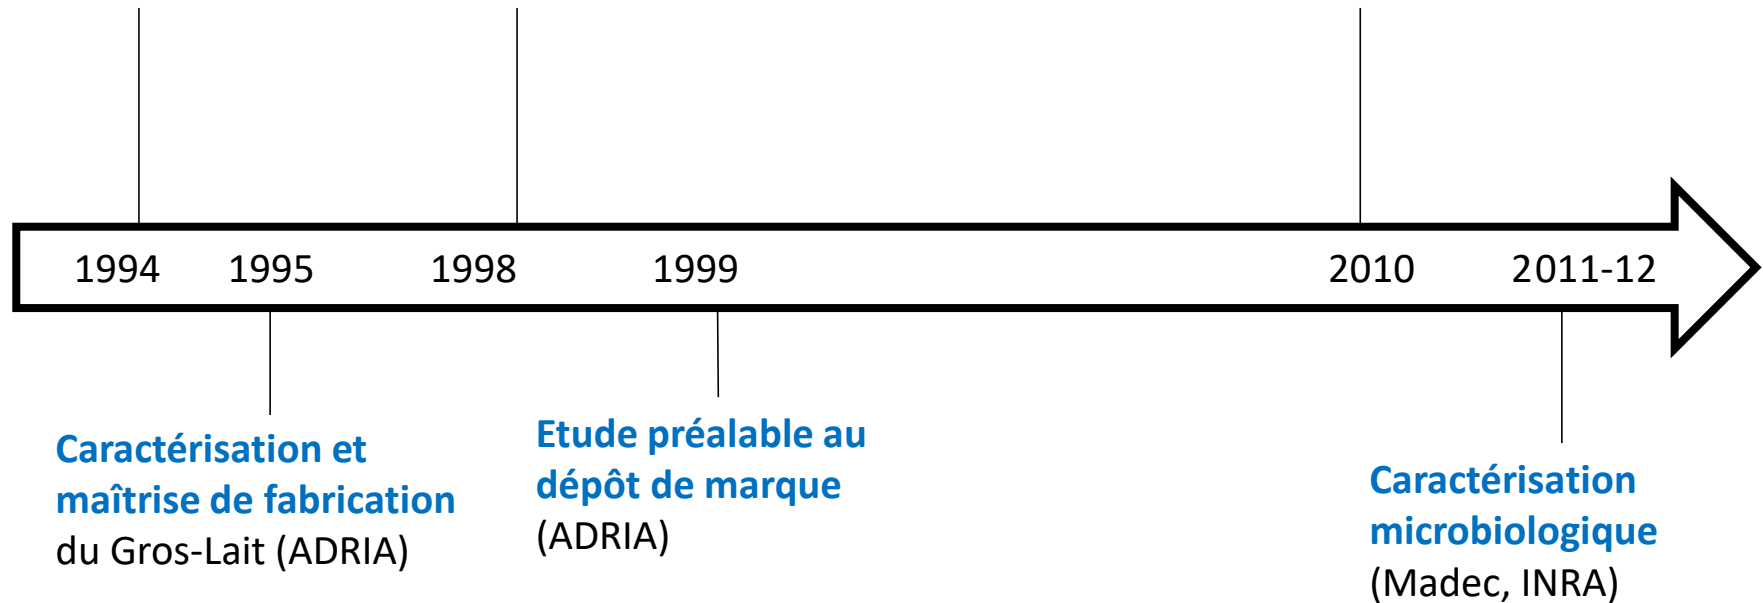 1994 1995 1998 1999 2010 2011-12
Caractérisation et
maîtrise de fabrication
du Gros-Lait (ADRIA)
Etude préalable au
dépôt de marque
(ADRIA)
Caractérisation
microbiologique
(Madec, INRA)